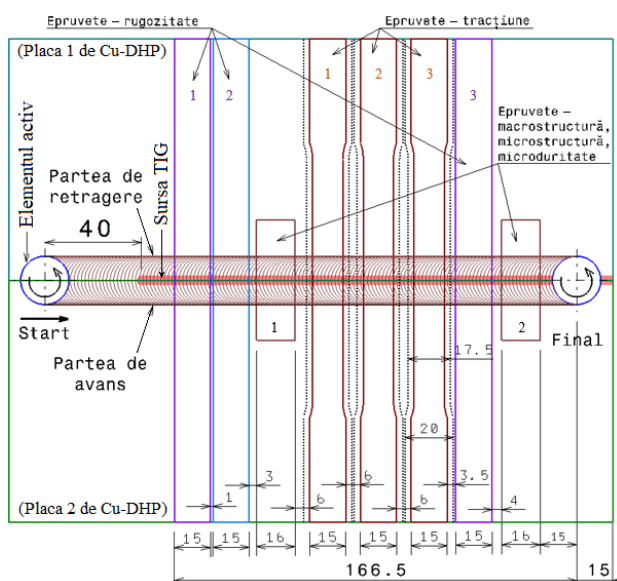 Epruvete – rugozitate
Epruvete – tracțiune
(Placa 1 de Cu-DHP)
1
2
1
2
3
3
Epruvete –
macrostructură,
microstructură,
microduritate
Elementul activ
Partea de
retragere
Sursa TIG
40
Start
Partea de
avans
1
2
Final
17.5
20
3
6
3.5
1
6
6
4
(Placa 2 de Cu-DHP)
15
15
16
15
15
15
15
16
15
166.5
15